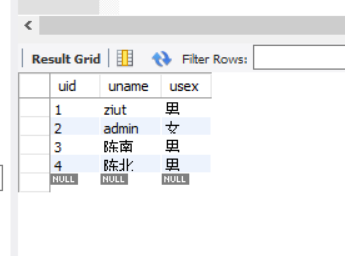 Result Grid Filter Rows:
uid uname usex
1 ziut 男
2 admin 女
3 陈南 男
4 陈北 男
NULL NULL NULL